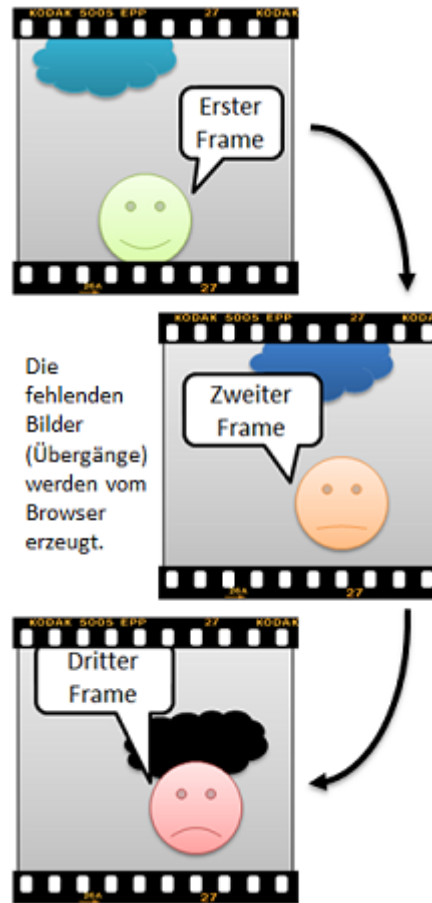 KODAK 5005 EPP 27 KODAK
Erster
Frame
26A 27
KODAK 5005 EPP 27 KODAK
Die
fehlenden
Bilder
(Übergänge)
werden vom
Browser
erzeugt.
Zweiter
Frame
26A 27
KODAK 5005 EPP 27 KODAK
Dritter
Frame
26A 27